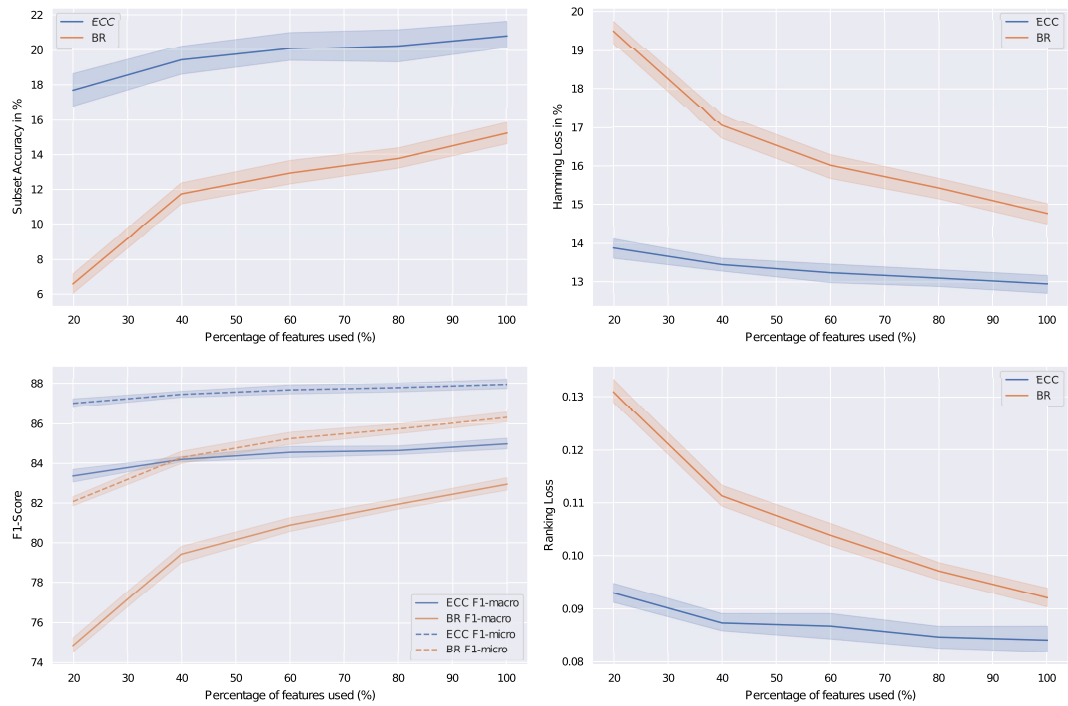 ECC
BR
22
20
18
16
14
12
10
8
6
Subset Accuracy in %
20 30 40 50 60 70 80 90 100
Percentage of features used (%)
ECC
BR
20
19
18
17
16
15
14
13
Hamming Loss in %
20 30 40 50 60 70 80 90 100
Percentage of features used (%)
88
86
84
82
80
78
76
74
F1-Score
ECC F1-macro
BR F1-macro
ECC F1-micro
BR F1-micro
20 30 40 50 60 70 80 90 100
Percentage of features used (%)
ECC
BR
0.13
0.12
0.11
0.10
0.09
0.08
Ranking Loss
20 30 40 50 60 70 80 90 100
Percentage of features used (%)